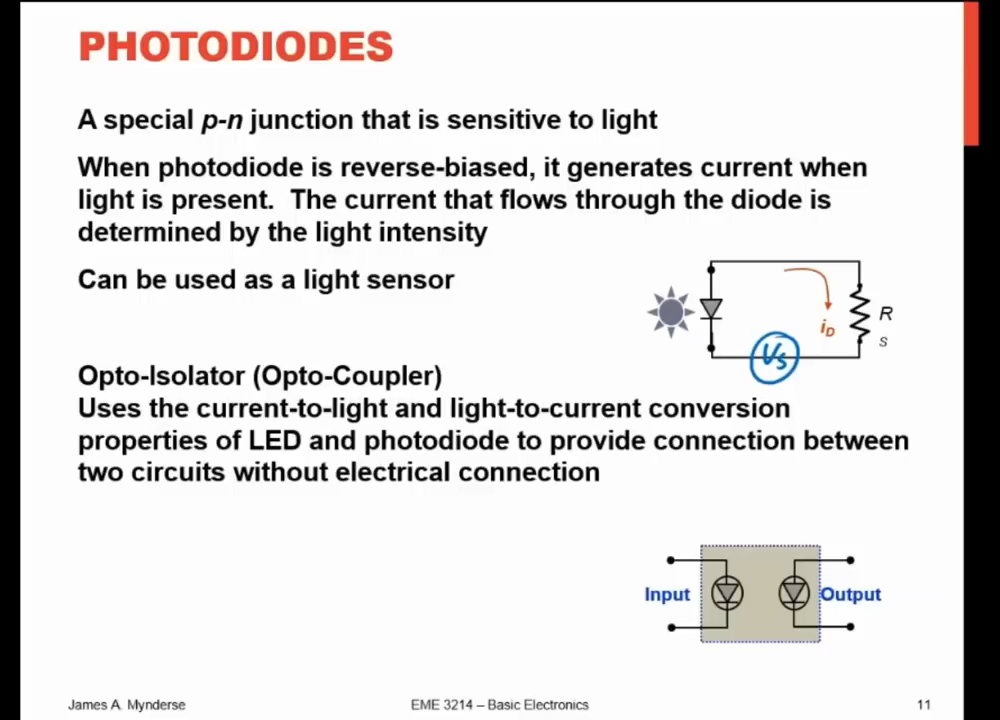 PHOTODIODES
A special p-n junction that is sensitive to light
When photodiode is reverse-biased, it generates current when
light is present. The current that flows through the diode is
determined by the light intensity
Can be used as a light sensor
iD
R
S
Vs
Opto-Isolator (Opto-Coupler)
Uses the current-to-light and light-to-current conversion
properties of LED and photodiode to provide connection between
two circuits without electrical connection
Input
Output
James A. Mynderse
EME 3214 – Basic Electronics
11